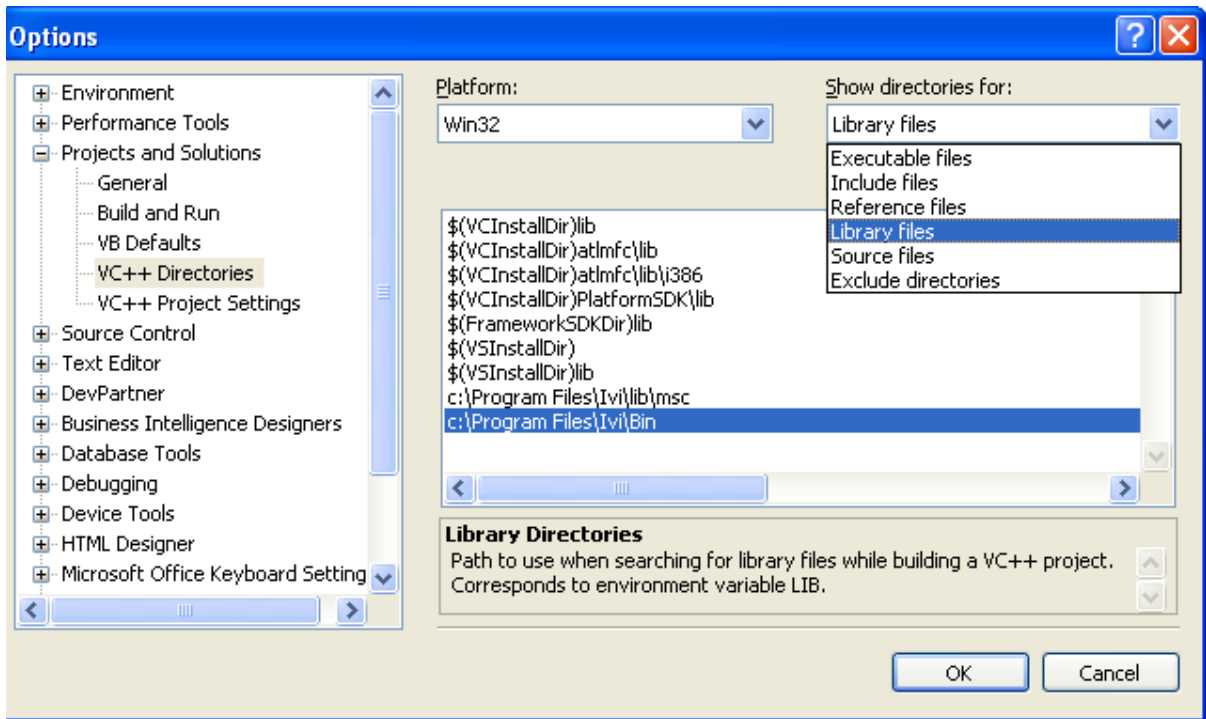 Options
Environment
Performance Tools
Projects and Solutions
General
Build and Run
VB Defaults
VC++ Directories
VC++ Project Settings
Source Control
Text Editor
DevPartner
Business Intelligence Designers
Database Tools
Debugging
Device Tools
HTML Designer
Microsoft Office Keyboard Setting
Platform:
Win32
Show directories for:
Library files
Executable files
Include files
Reference files
Library files
Source files
Exclude directories
$(VCInstallDir)lib
$(VCInstallDir)atlmfc\lib
$(VCInstallDir)atlmfc\lib\i386
$(VCInstallDir)PlatformSDK\lib
$(FrameworkSDKDir)lib
$(VSInstallDir)
$(VSInstallDir)lib
c:\Program Files\Ivi\lib\msc
c:\Program Files\Ivi\Bin
Library Directories
Path to use when searching for library files while building a VC++ project.
Corresponds to environment variable LIB.
OK
Cancel